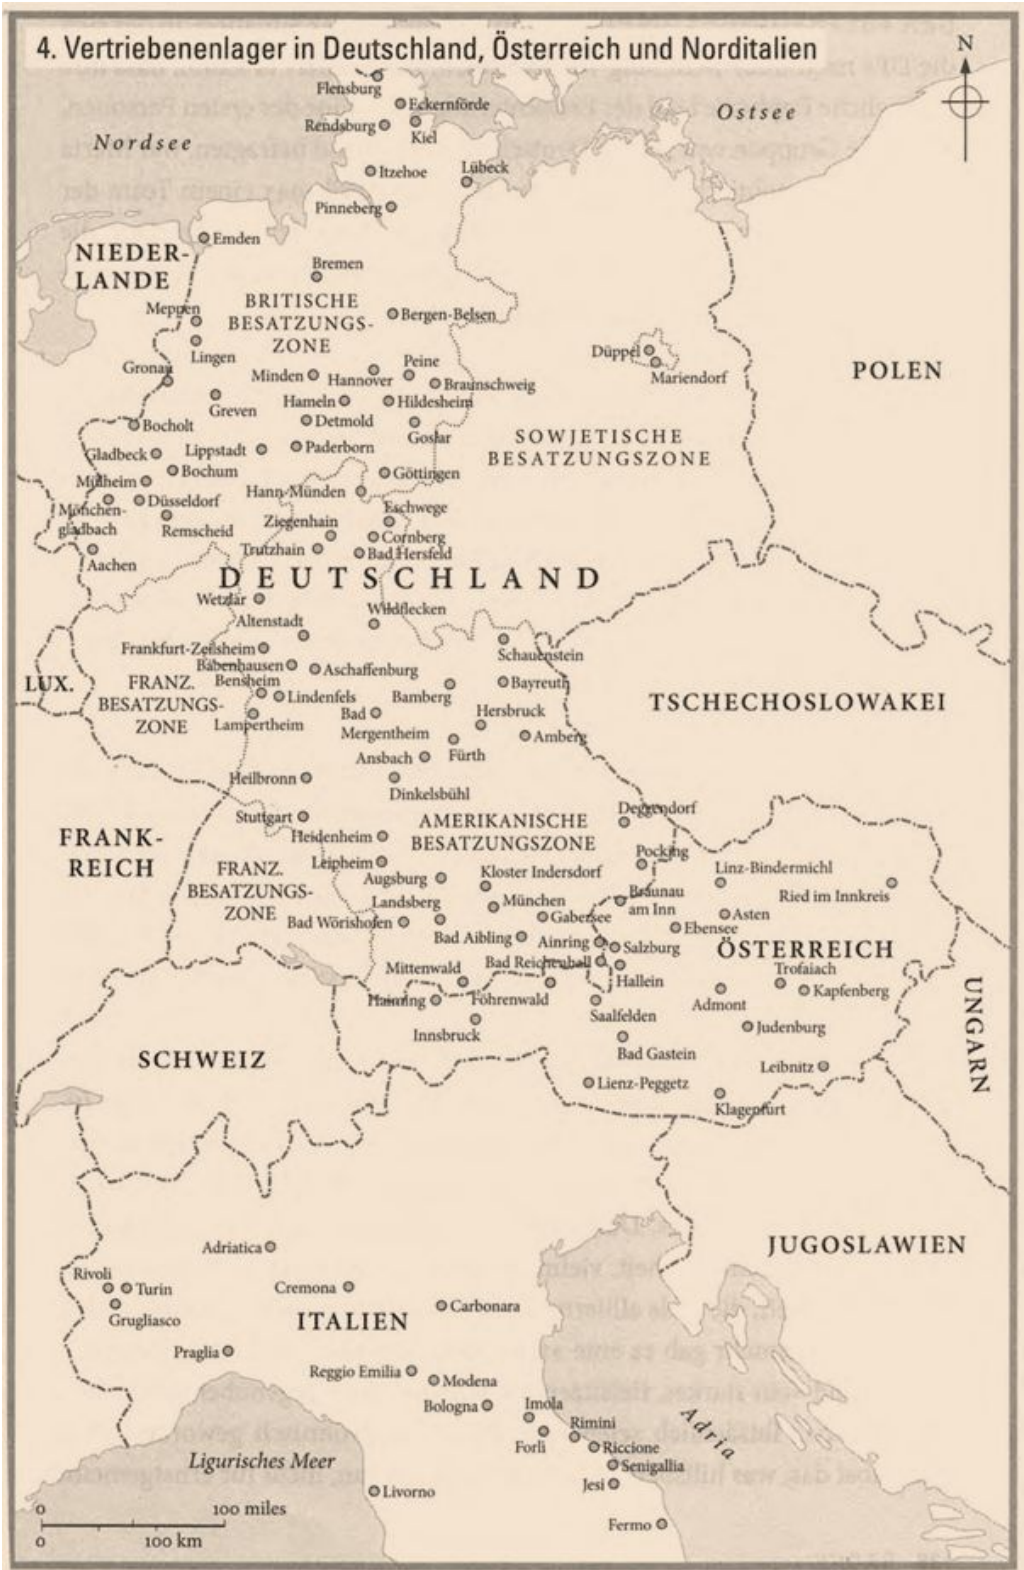 4. Vertriebenenlager in Deutschland, Österreich und Norditalien
N
Flensburg
Eckernförde
Ostsee
Rendsburg
Kiel
Nordsee
Itzehoe
Lübeck
Pinneberg
Emden
NIEDER-
LANDE
Bremen
BRITISCHE
BESATZUNGS-
ZONE
Meppen
Bergen-Belsen
Lingen
Düppel
Mariendorf
Gronau
Peine
Minden
Hannover
Braunschweig
POLEN
Greven
Hameln
Hildesheim
Bocholt
Detmold
Goslar
SOWJETISCHE
BESATZUNGSZONE
Gladbeck
Lippstadt
Paderborn
Bochum
Göttingen
Mülheim
Hann-Münden
Mönchen-
gladbach
Düsseldorf
Eschwege
Remscheid
Ziegenhain
Cornberg
Trutzhain
Bad Hersfeld
Aachen
DEUTSCHLAND
Wetzlar
Wildflecken
Altenstadt
Frankfurt-Zeilsheim
Schauenstein
Babenhausen
Aschaffenburg
LUX.
FRANZ.
BESATZUNGS-
ZONE
Bensheim
Lindenfels
Bamberg
Bayreuth
TSCHECHOSLOWAKEI
Lampertheim
Bad
Mergentheim
Hersbruck
Amberg
Ansbach
Fürth
Heilbronn
Dinkelsbühl
Stuttgart
AMERIKANISCHE
BESATZUNGSZONE
Deggendorf
FRANK-
REICH
Heidenheim
Leipheim
Pocking
FRANZ.
BESATZUNGS-
ZONE
Augsburg
Kloster Indersdorf
Linz-Bindermichl
Ried im Innkreis
Landsberg
München
Braunau
am Inn
Bad Wörishofen
Gabersee
Asten
Ebensee
Bad Aibling
Ainring
Salzburg
ÖSTERREICH
Mittenwald
Bad Reichenhall
Hallein
Trofaiach
Kapfenberg
Haiming
Föhrenwald
Saalfelden
Admont
UNGARN
Innsbruck
Judenburg
SCHWEIZ
Bad Gastein
Leibnitz
Lienz-Peggetz
Klagenfurt
JUGOSLAWIEN
Adriatica
Rivoli
Turin
Cremona
Carbonara
Grugliasco
ITALIEN
Praglia
Reggio Emilia
Modena
Bologna
Imola
Adria
Forlì
Rimini
Riccione
Ligurisches Meer
Senigallia
Jesi
Livorno
Fermo
0 100 miles
0 100 km